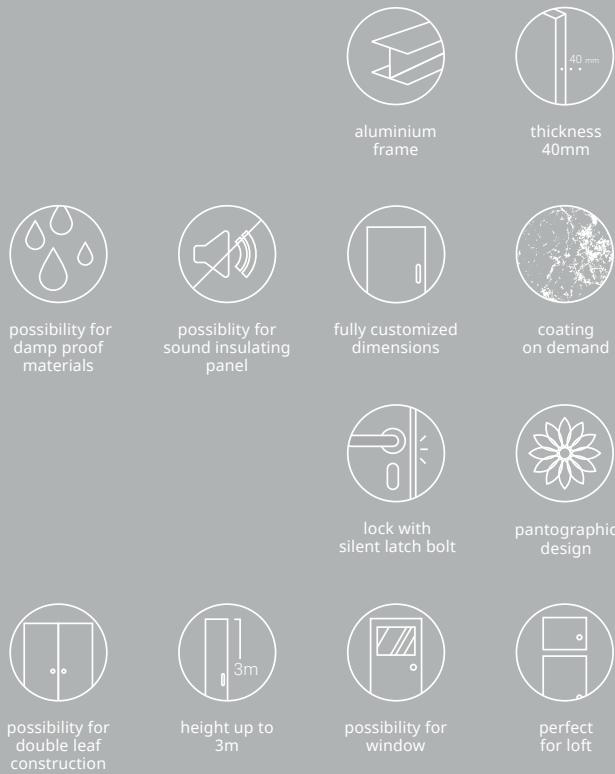 40 mm
aluminium
frame
thickness
40mm
possibility for
damp proof
materials
possiblity for
sound insulating
panel
fully customized
dimensions
coating
on demand
lock with
silent latch bolt
pantographic
design
3m
possibility for
double leaf
construction
height up to
3m
possibility for
window
perfect
for loft